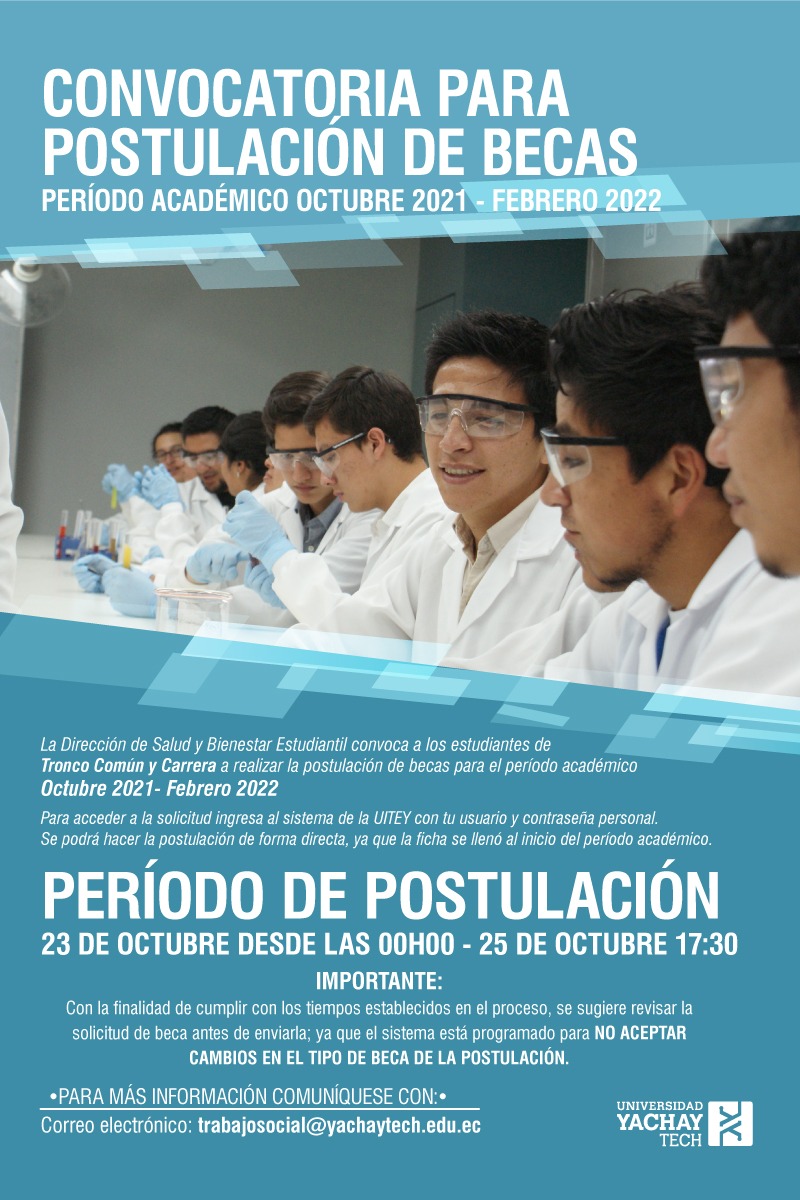 CONVOCATORIA PARA
POSTULACIÓN DE BECAS
PERÍODO ACADÉMICO OCTUBRE 2021 - FEBRERO 2022
La Dirección de Salud y Bienestar Estudiantil convoca a los estudiantes de
Tronco Común y Carrera a realizar la postulación de becas para el período académico
Octubre 2021- Febrero 2022
Para acceder a la solicitud ingresa al sistema de la UITEY con tu usuario y contraseña personal.
Se podrá hacer la postulación de forma directa, ya que la ficha se llenó al inicio del período académico.
PERÍODO DE POSTULACIÓN
23 DE OCTUBRE DESDE LAS 00H00 - 25 DE OCTUBRE 17:30
IMPORTANTE:
Con la finalidad de cumplir con los tiempos establecidos en el proceso, se sugiere revisar la
solicitud de beca antes de enviarla; ya que el sistema está programado para NO ACEPTAR
CAMBIOS EN EL TIPO DE BECA DE LA POSTULACIÓN.
•PARA MÁS INFORMACIÓN COMUNÍQUESE CON:•
Correo electrónico: trabajosocial@yachaytech.edu.ec
UNIVERSIDAD
YACHAY
TECH